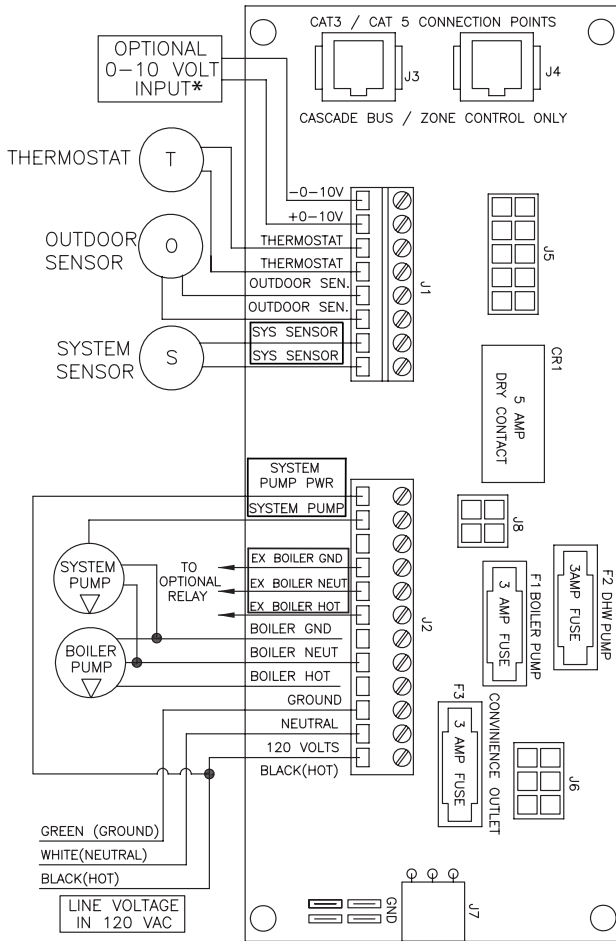 CAT3 / CAT 5 CONNECTION POINTS
OPTIONAL
0-10 VOLT
INPUT*
J3
J4
CASCADE BUS / ZONE CONTROL ONLY
THERMOSTAT
T
-0-10V
+0-10V
THERMOSTAT
THERMOSTAT
OUTDOOR
SENSOR
O
OUTDOOR SEN.
OUTDOOR SEN.
J1
J5
SYS SENSOR
SYS SENSOR
SYSTEM
SENSOR
S
CR1
5 AMP
DRY CONTACT
SYSTEM
PUMP PWR
SYSTEM PUMP
J8
SYSTEM
PUMP
TO
OPTIONAL
RELAY
EX BOILER GND
EX BOILER NEUT
EX BOILER HOT
J2
F1 BOILER PUMP
3 AMP FUSE
F2 DHW PUMP
3AMP FUSE
BOILER
PUMP
BOILER GND
BOILER NEUT
BOILER HOT
GROUND
NEUTRAL
120 VOLTS
BLACK(HOT)
F3
3 AMP FUSE
CONVINIENCE OUTLET
J6
GREEN (GROUND)
WHITE(NEUTRAL)
BLACK(HOT)
LINE VOLTAGE
IN 120 VAC
GND
J7